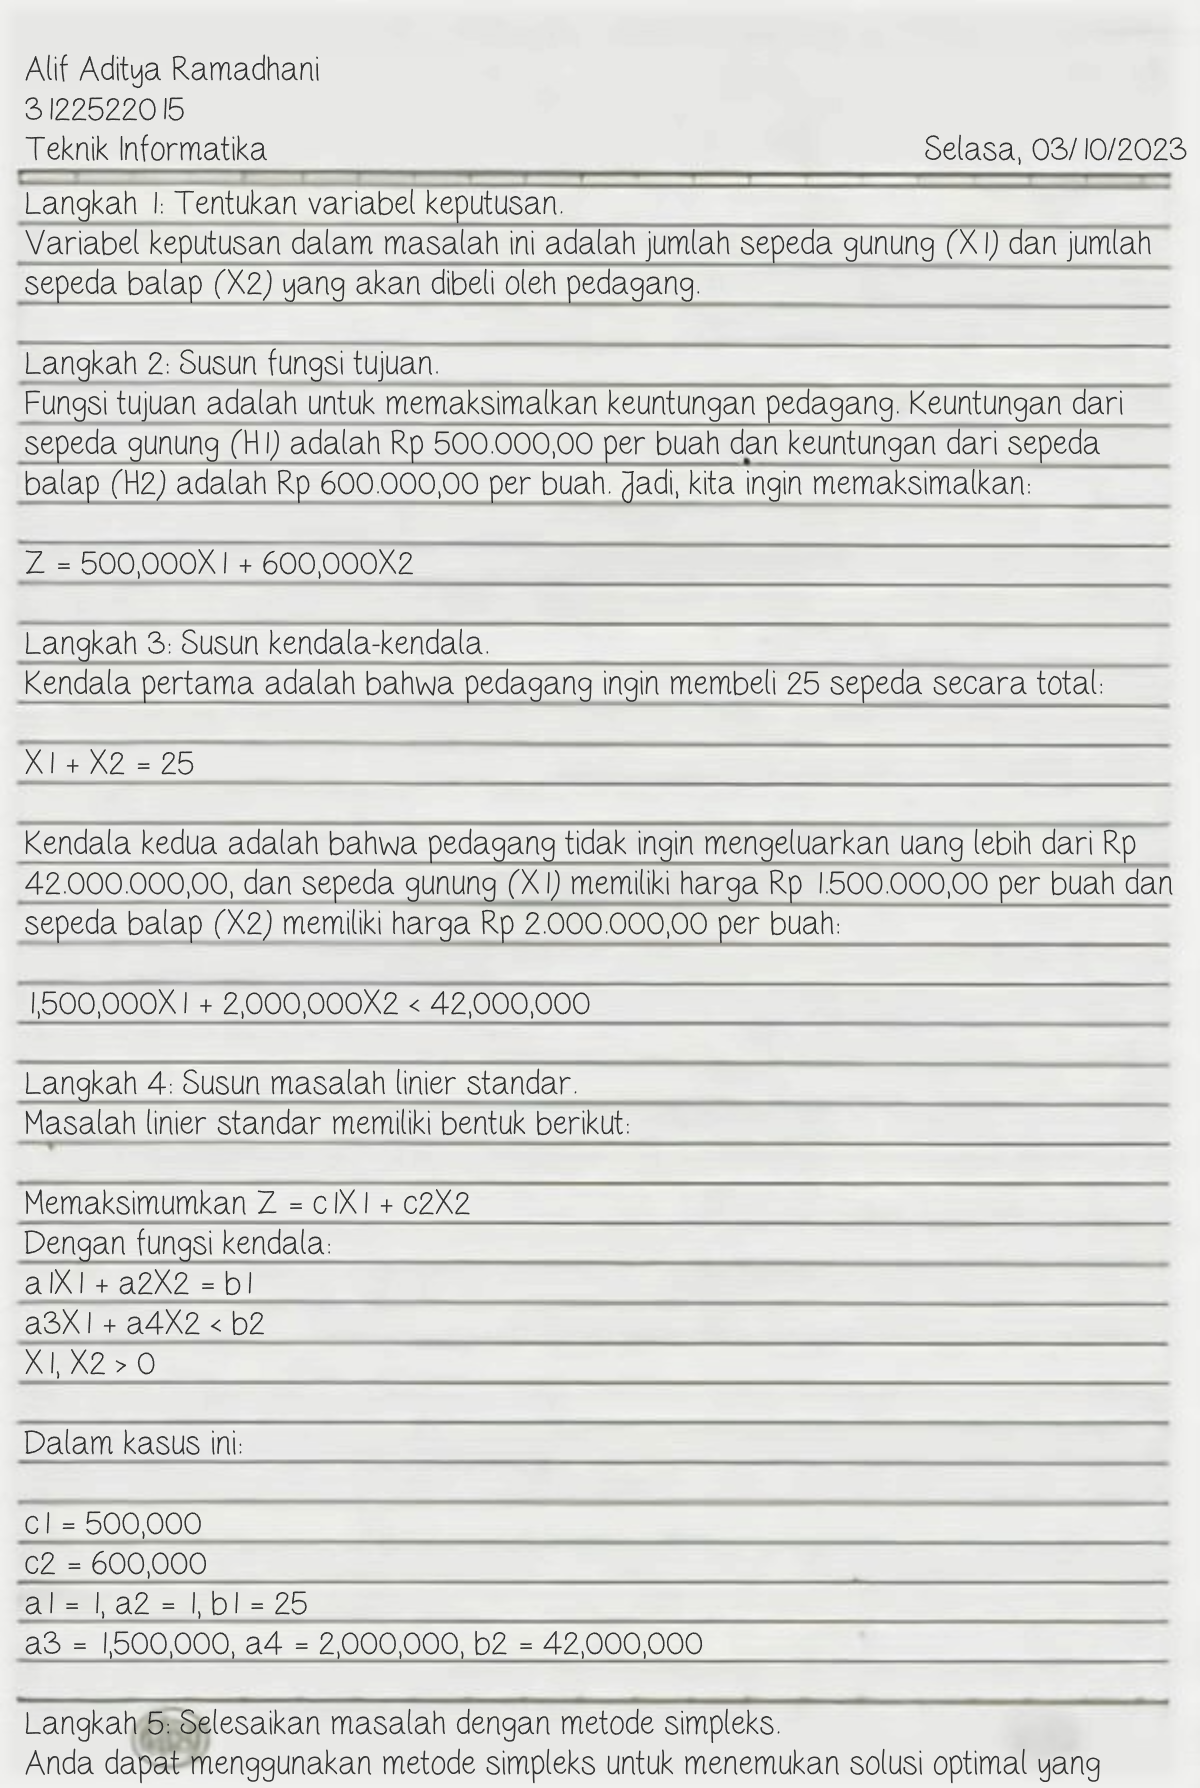 Alif Aditya Ramadhani
312252201 5
Teknik Informatika
Selasa, 03/10/2023
Langkah 1: Tentukan variabel keputusan.
Variabel keputusan dalam masalah ini adalah jumlah sepeda gunung (X1) dan jumlah
sepeda balap (X2) yang akan dibeli oleh pedagang.
Langkah 2: Susun fungsi tujuan.
Fungsi tujuan adalah untuk memaksimalkan keuntungan pedagang. Keuntungan dari
sepeda gunung (H1) adalah Rp 500.000,00 per buah dan keuntungan dari sepeda
balap (H2) adalah Rp 600.000,00 per buah. Jadi, kita ingin memaksimalkan:
Z = 500,000X1 + 600,000X2
Langkah 3: Susun kendala-kendala.
Kendala pertama adalah bahwa pedagang ingin membeli 25 sepeda secara total:
X1 + X2 = 25
Kendala kedua adalah bahwa pedagang tidak ingin mengeluarkan uang lebih dari Rp
42.000.000,00, dan sepeda gunung (X1) memiliki harga Rp 1.500.000,00 per buah dan
sepeda balap (X2) memiliki harga Rp 2.000.000,00 per buah:
1,500,000X1 + 2,000,000X2 < 42,000,000
Langkah 4: Susun masalah linier standar.
Masalah linier standar memiliki bentuk berikut:
Memaksimumkan Z = c1X1 + c2X2
Dengan fungsi kendala:
a1X1 + a2X2 = b1
a3X1 + a4X2 < b2
X1, X2 > 0
Dalam kasus ini:
c1 = 500,000
c2 = 600,000
a1 = 1, a2 = 1, b1 = 25
a3 = 1,500,000, a4 = 2,000,000, b2 = 42,000,000
Langkah 5: Selesaikan masalah dengan metode simpleks.
Anda dapat menggunakan metode simpleks untuk menemukan solusi optimal yang